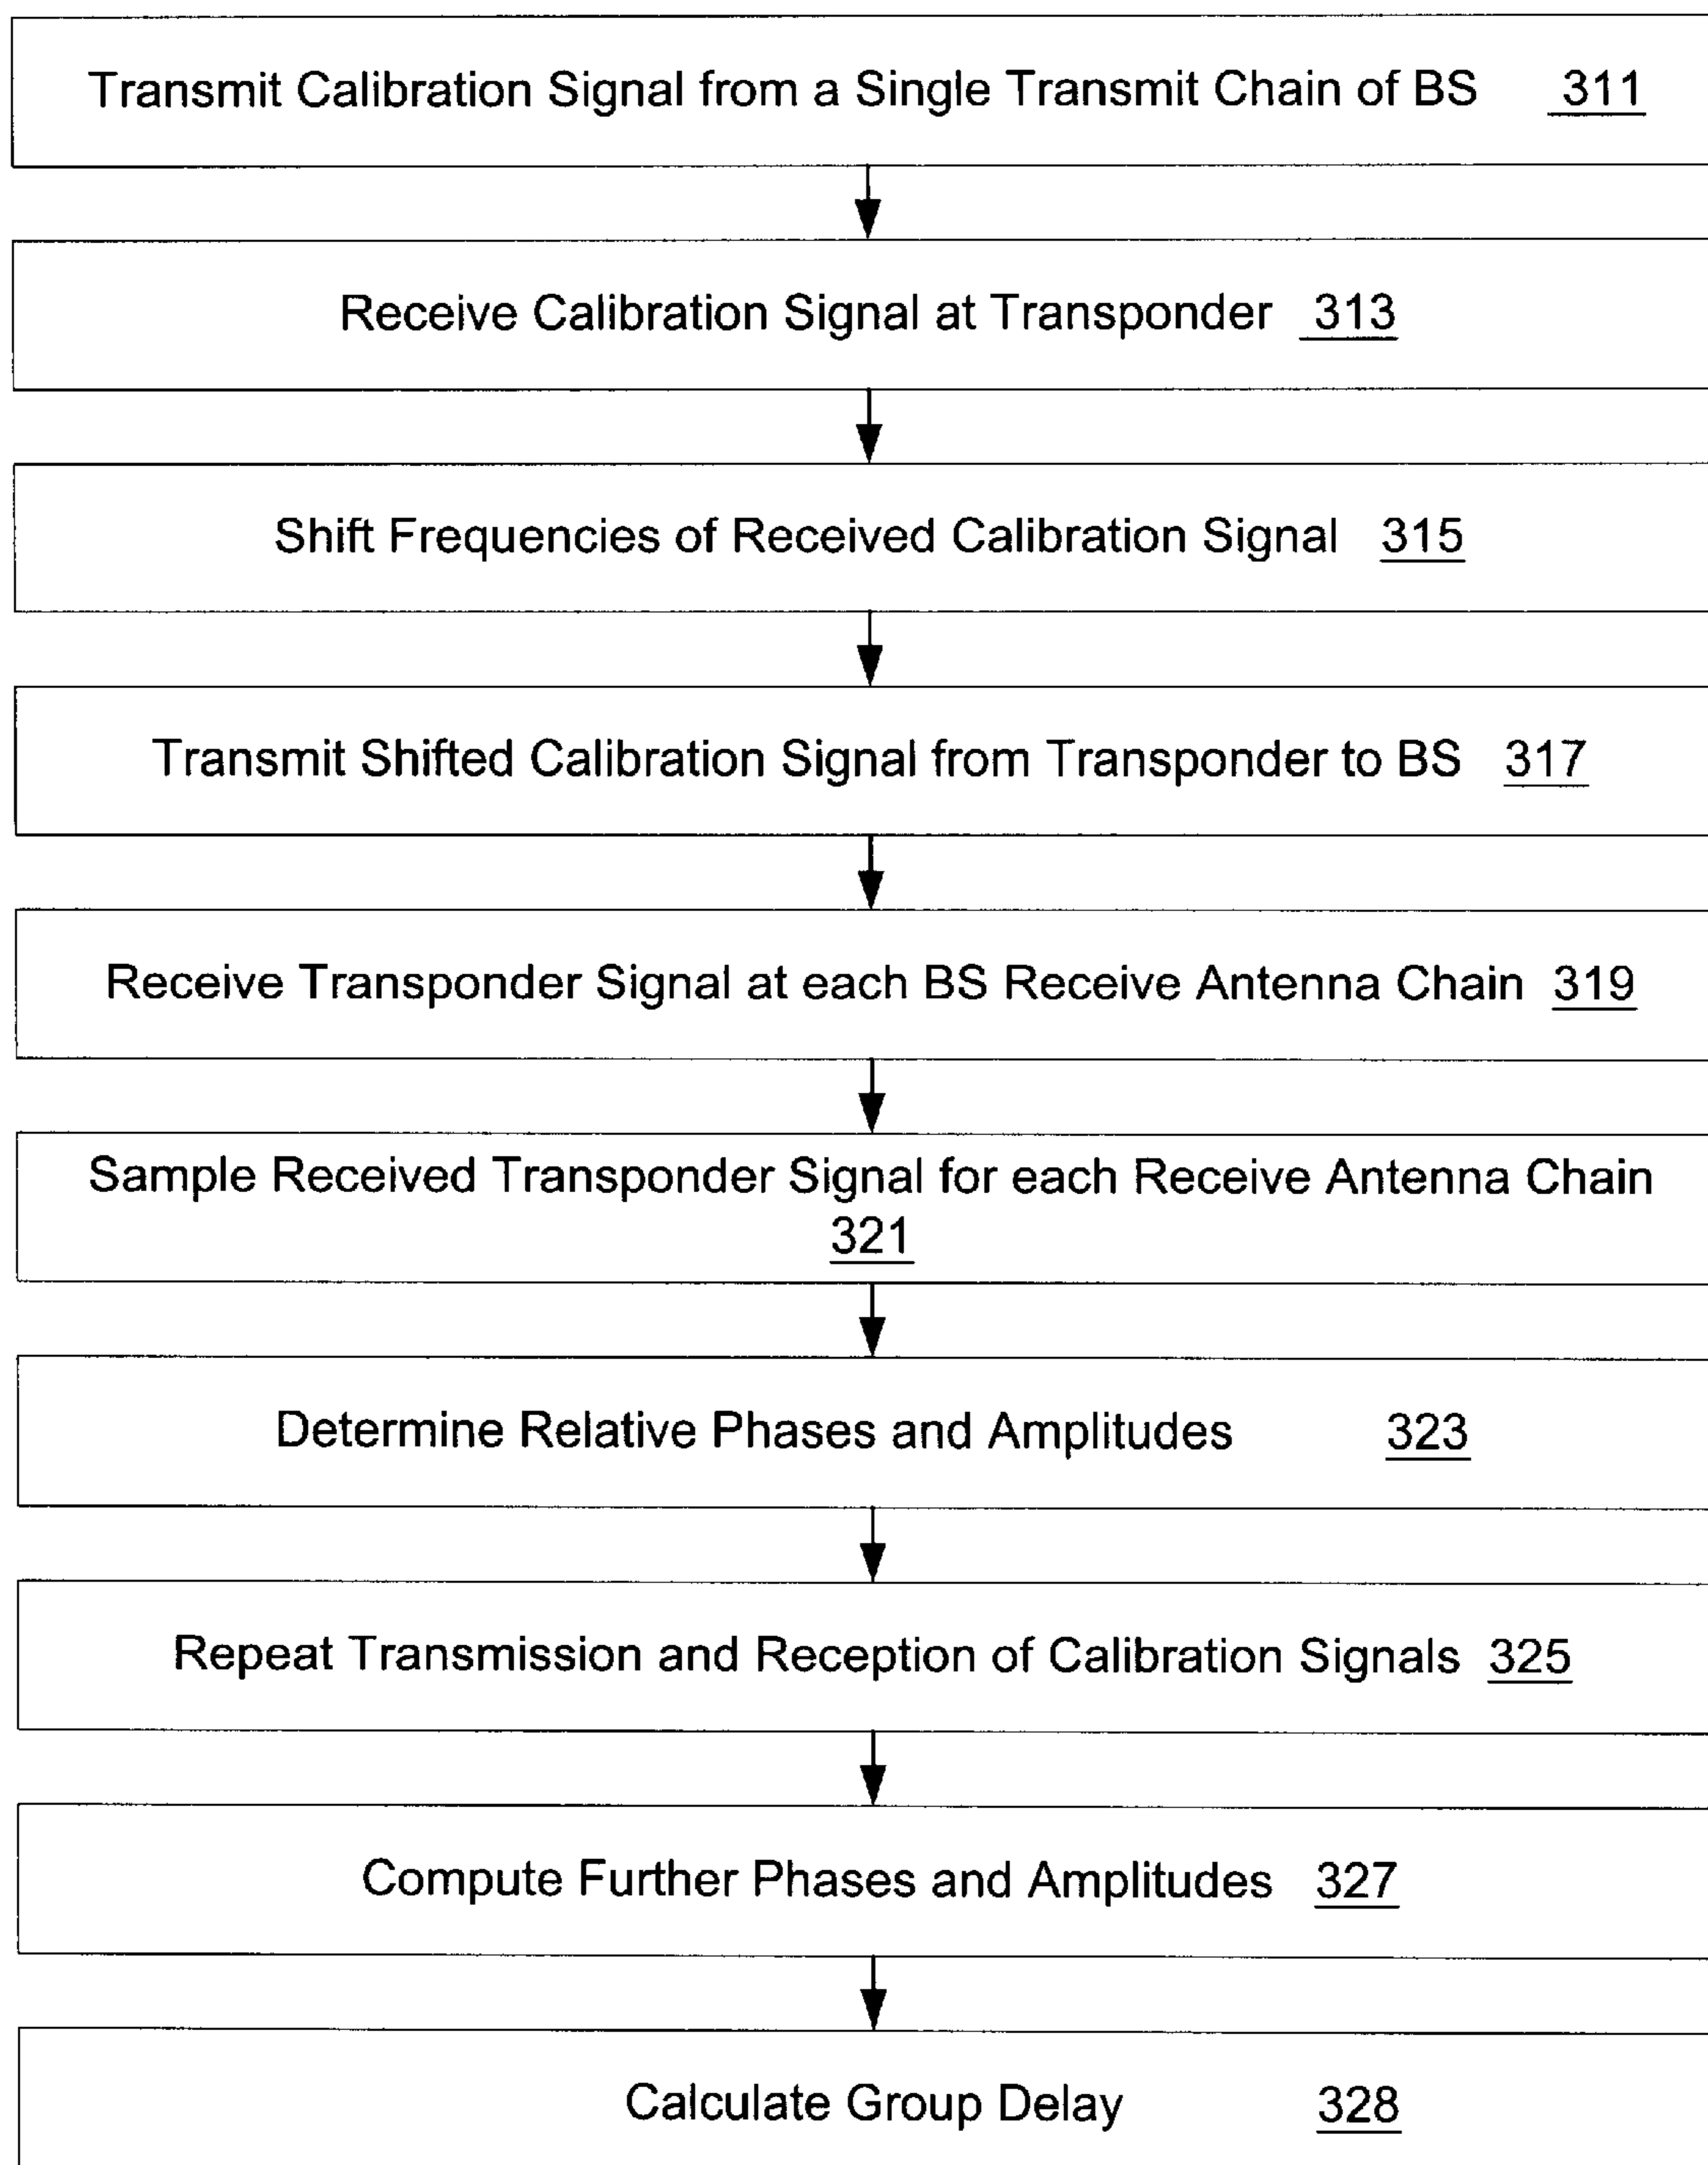 Transmit Calibration Signal from a Single Transmit Chain of BS 311
Receive Calibration Signal at Transponder 313
Shift Frequencies of Received Calibration Signal 315
Transmit Shifted Calibration Signal from Transponder to BS 317
Receive Transponder Signal at each BS Receive Antenna Chain 319
Sample Received Transponder Signal for each Receive Antenna Chain
321
Determine Relative Phases and Amplitudes 323
Repeat Transmission and Reception of Calibration Signals 325
Compute Further Phases and Amplitudes 327
Calculate Group Delay 328